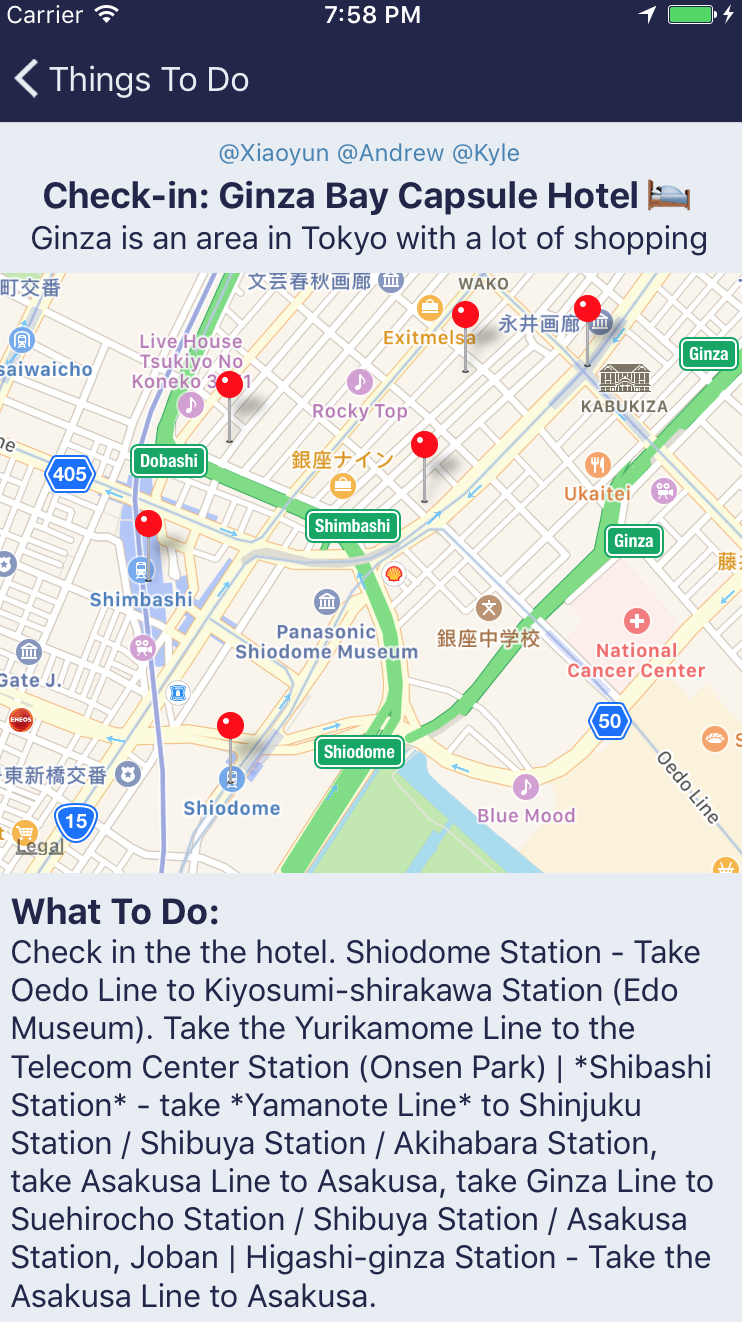 Carrier 7:58 PM
Things To Do
@Xiaoyun @Andrew @Kyle
Check-in: Ginza Bay Capsule Hotel
Ginza is an area in Tokyo with a lot of shopping
町交番
文芸春秋画廊
WAKO
永井画廊
Exitmelsa
Live House
Tsukiyo No
Koneko
Ginza
saiwaicho
Rocky Top
KABUKIZA
ne
405
Dobashi
銀座ナイン
Ukaitei
Shimbashi
Ginza
藤
Shimbashi
Panasonic
Shiodome Museum
銀座中学校
National
Cancer Center
Gate J.
ENEOS
50
Shiodome
東新橋交番
Shiodome
Oedo Line
15
Blue Mood
t
Legal
What To Do:
Check in the the hotel. Shiodome Station - Take
Oedo Line to Kiyosumi-shirakawa Station (Edo
Museum). Take the Yurikamome Line to the
Telecom Center Station (Onsen Park) | *Shibashi
Station* - take *Yamanote Line* to Shinjuku
Station / Shibuya Station / Akihabara Station,
take Asakusa Line to Asakusa, take Ginza Line to
Suehirocho Station / Shibuya Station / Asakusa
Station, Joban | Higashi-ginza Station - Take the
Asakusa Line to Asakusa.